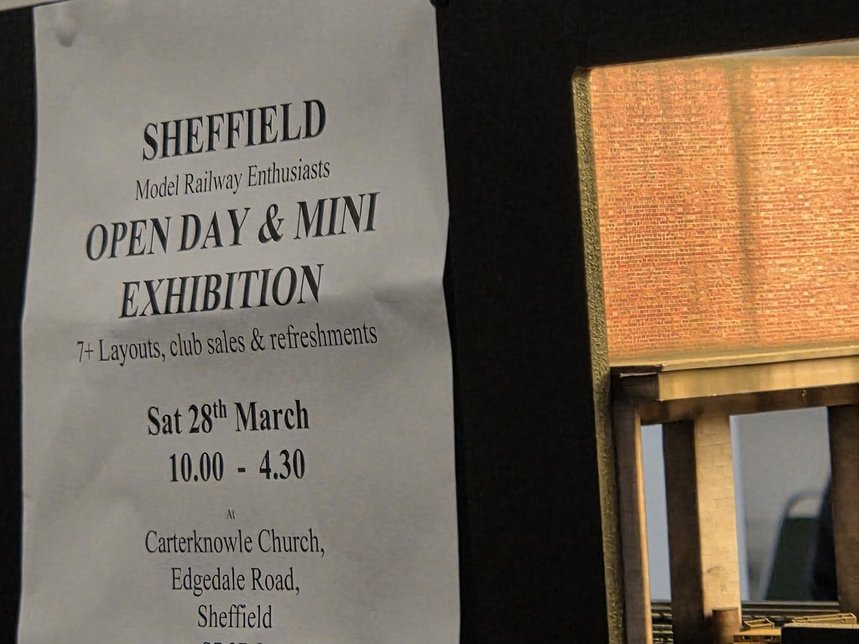 SHEFFIELD
Model Railway Enthusiasts
OPEN DAY & MINI
EXHIBITION
7+ Layouts, club sales & refreshments
Sat 28th March
10.00 - 4.30
At
Carterknowle Church,
Edgedale Road,
Sheffield